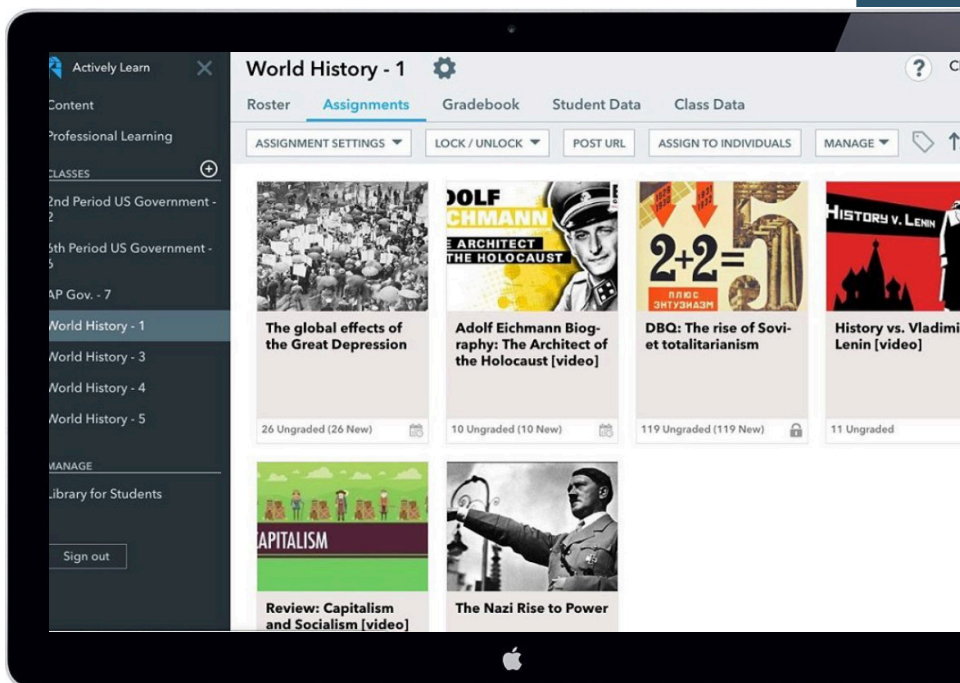 Actively Learn
Content
Professional Learning
CLASSES
2nd Period US Government -
2
6th Period US Government -
6
AP Gov. - 7
World History - 1
World History - 3
World History - 4
World History - 5
MANAGE
Library for Students
Sign out
World History - 1
?
Roster Assignments Gradebook Student Data Class Data
ASSIGNMENT SETTINGS LOCK / UNLOCK POST URL ASSIGN TO INDIVIDUALS MANAGE
The global effects of
the Great Depression
26 Ungraded (26 New)
DOLF
CHMANN
E ARCHITECT
THE HOLOCAUST
Adolf Eichmann Biog-
raphy: The Architect of
the Holocaust [video]
10 Ungraded (10 New)
2+2=5
ПЛЮС
ЭНТУЗИАЗМ
DBQ: The rise of Sovi-
et totalitarianism
119 Ungraded (119 New)
HISTORY V. LENIN
History vs. Vladimi
Lenin [video]
11 Ungraded
CAPITALISM
Review: Capitalism
and Socialism [video]
The Nazi Rise to Power